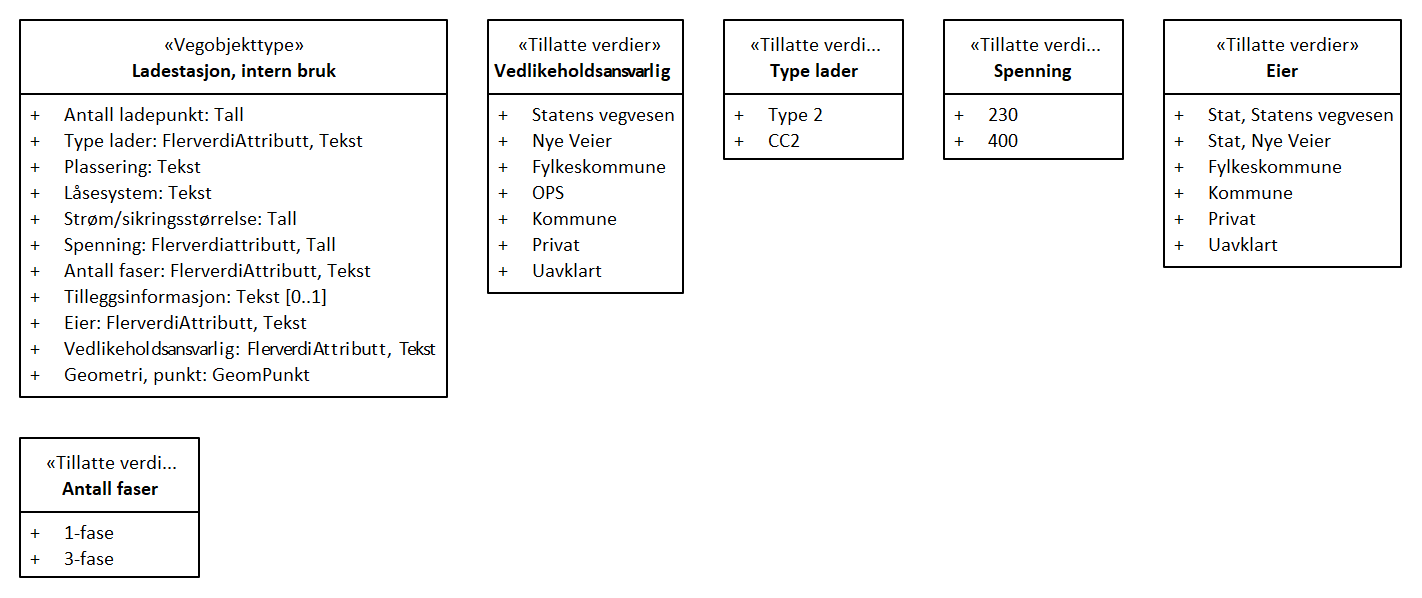 «Vegobjekttype»
Ladestasjon, intern bruk
+ Antall ladepunkt: Tall
+ Type lader: FlerverdiAttributt, Tekst
+ Plassering: Tekst
+ Låsesystem: Tekst
+ Strøm/sikringsstørrelse: Tall
+ Spenning: Flerverdiattributt, Tall
+ Antall faser: FlerverdiAttributt, Tekst
+ Tilleggsinformasjon: Tekst [0..1]
+ Eier: FlerverdiAttributt, Tekst
+ Vedlikeholdsansvarlig: FlerverdiAttributt, Tekst
+ Geometri, punkt: GeomPunkt
«Tillatte verdier»
Vedlikeholdsansvarlig
+ Statens vegvesen
+ Nye Veier
+ Fylkeskommune
+ OPS
+ Kommune
+ Privat
+ Uavklart
«Tillatte verdi...
Type lader
+ Type 2
+ CC2
«Tillatte verdi...
Spenning
+ 230
+ 400
«Tillatte verdier»
Eier
+ Stat, Statens vegvesen
+ Stat, Nye Veier
+ Fylkeskommune
+ Kommune
+ Privat
+ Uavklart
«Tillatte verdi...
Antall faser
+ 1-fase
+ 3-fase